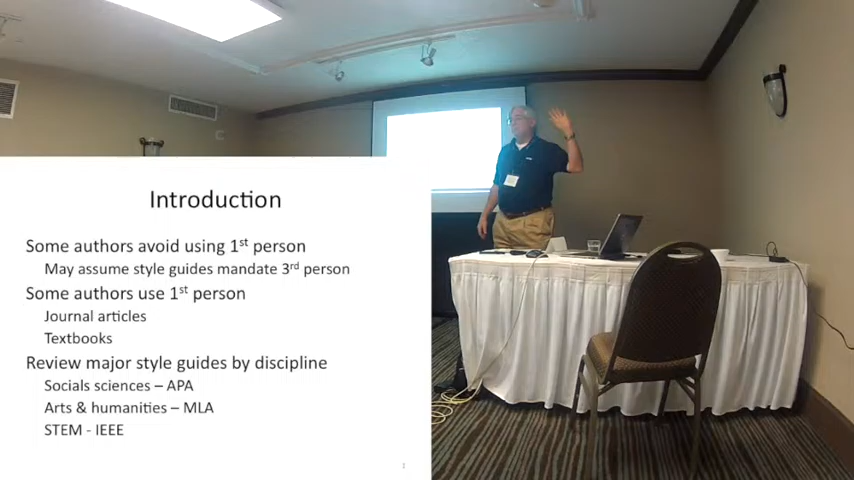 Introduction
Some authors avoid using 1st person
May assume style guides mandate 3rd person
Some authors use 1st person
Journal articles
Textbooks
Review major style guides by discipline
Socials sciences – APA
Arts & humanities – MLA
STEM - IEEE